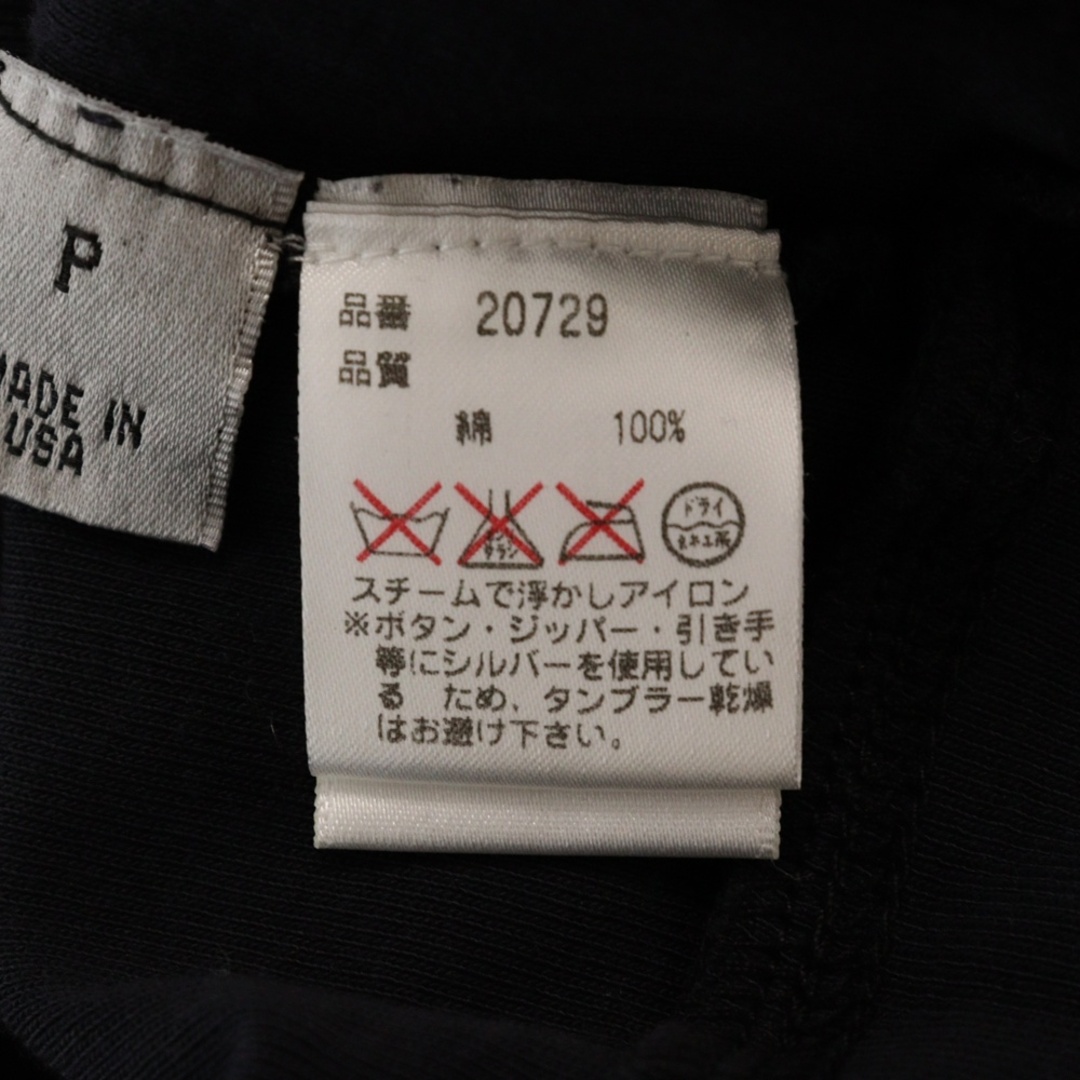 P
MADE IN
USA
品番 20729
品質
綿 100%
ドライ
スチームで浮かしアイロン
※ボタン・ジッパー・引き手
等にシルバーを使用してい
る ため、タンブラー乾燥
はお避け下さい。